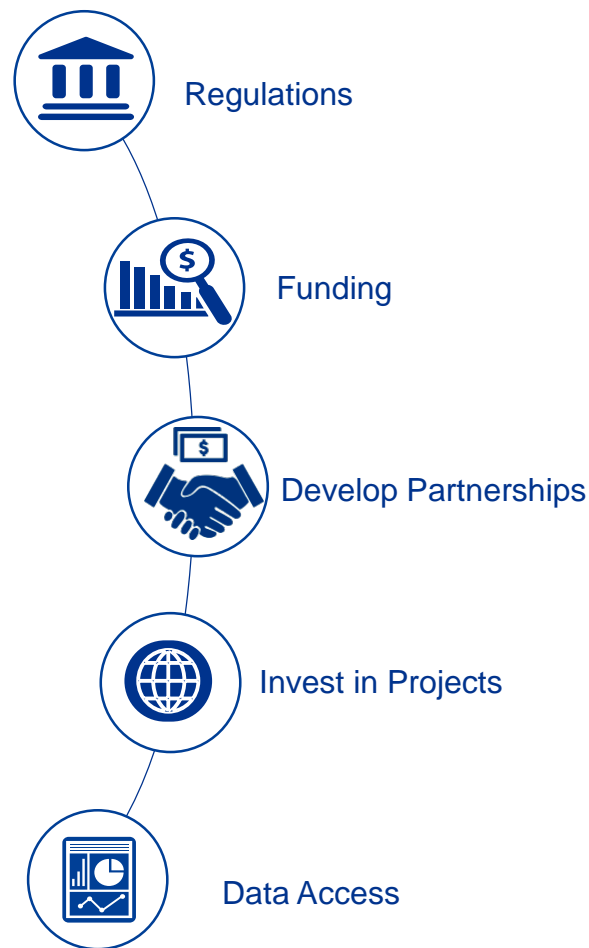 Regulations
$
Funding
$
Develop Partnerships
Invest in Projects
Data Access